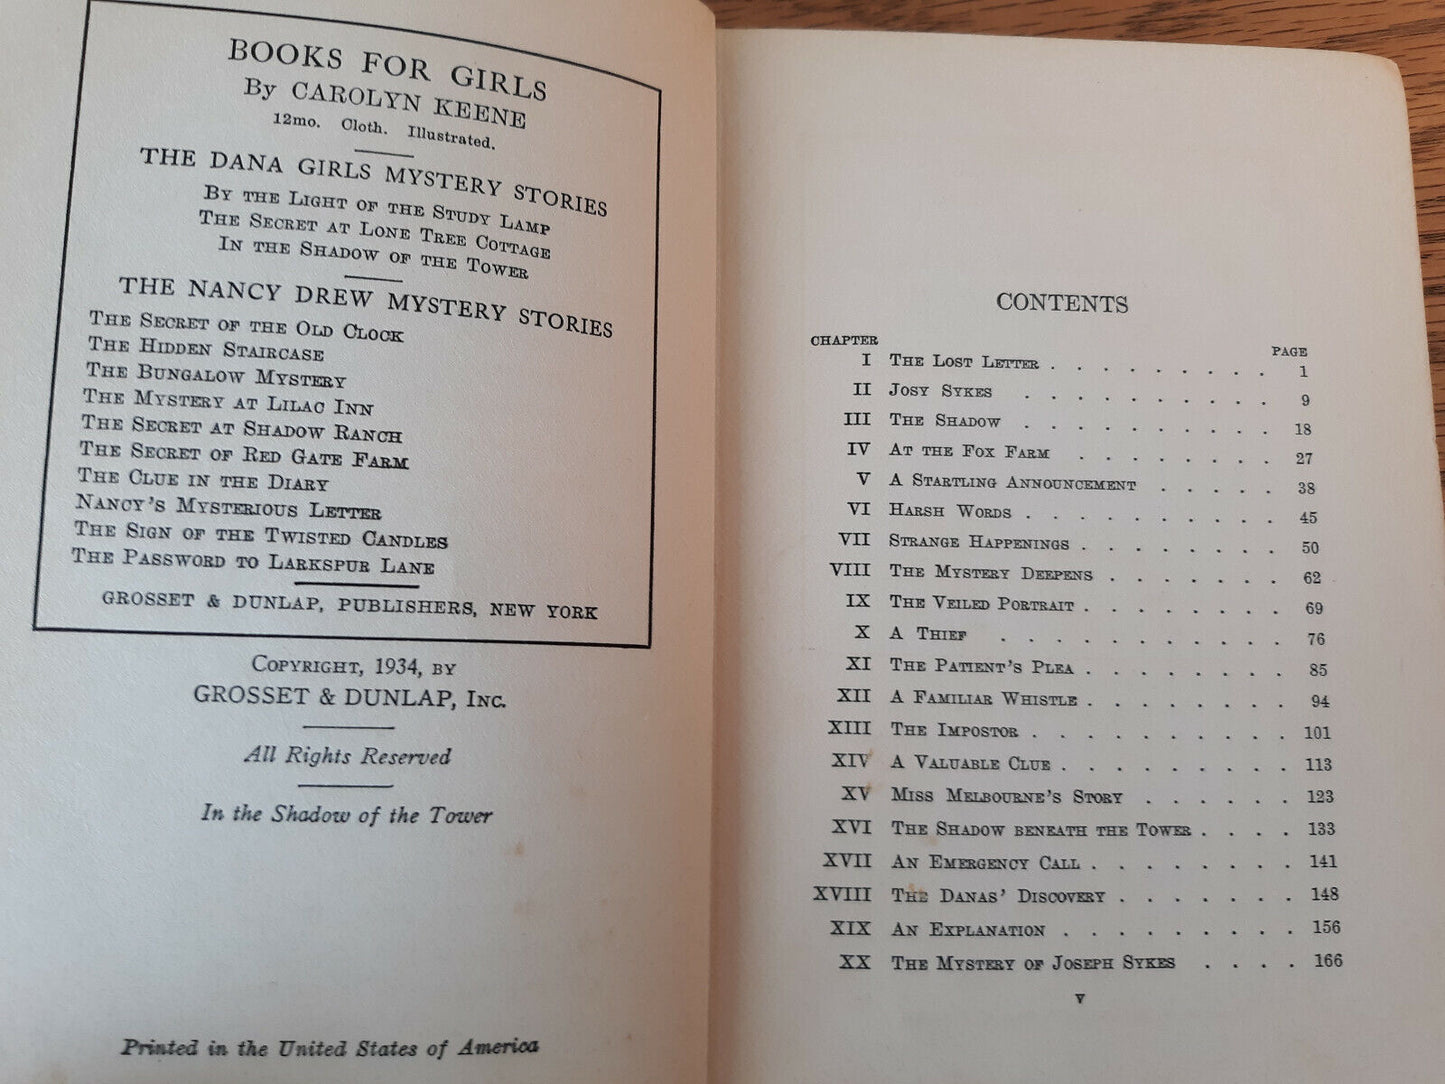 BOOKS FOR GIRLS
By CAROLYN KEENE
12mo. Cloth. Illustrated.
THE DANA GIRLS MYSTERY STORIES
By the Light of the Study Lamp
The Secret at Lone Tree Cottage
In the Shadow of the Tower
THE NANCY DREW MYSTERY STORIES
The Secret of the Old Clock
The Hidden Staircase
The Bungalow Mystery
The Mystery at Lilac Inn
The Secret at Shadow Ranch
The Secret of Red Gate Farm
The Clue in the Diary
Nancy's Mysterious Letter
The Sign of the Twisted Candles
The Password to Larkspur Lane
GROSSET & DUNLAP, PUBLISHERS, NEW YORK
Copyright, 1934, by
GROSSET & DUNLAP, Inc.
All Rights Reserved
In the Shadow of the Tower
Printed in the United States of America
CONTENTS
CHAPTER PAGE
I The Lost Letter . . . . . . . . . 1
II Josy Sykes . . . . . . . . . . 9
III The Shadow . . . . . . . . . . 18
IV At the Fox Farm . . . . . . . . 27
V A Startling Announcement . . . . . 38
VI Harsh Words . . . . . . . . . . 45
VII Strange Happenings . . . . . . . . 50
VIII The Mystery Deepens . . . . . . . 62
IX The Veiled Portrait . . . . . . . . 69
X A Thief . . . . . . . . . . . 76
XI The Patient's Plea . . . . . . . . 85
XII A Familiar Whistle . . . . . . . . 94
XIII The Impostor . . . . . . . . . . 101
XIV A Valuable Clue . . . . . . . . . 113
XV Miss Melbourne's Story . . . . . . 123
XVI The Shadow beneath the Tower . . . . 133
XVII An Emergency Call . . . . . . . . 141
XVIII The Danas' Discovery . . . . . . . 148
XIX An Explanation . . . . . . . . . 156
XX The Mystery of Joseph Sykes . . . . 166
v